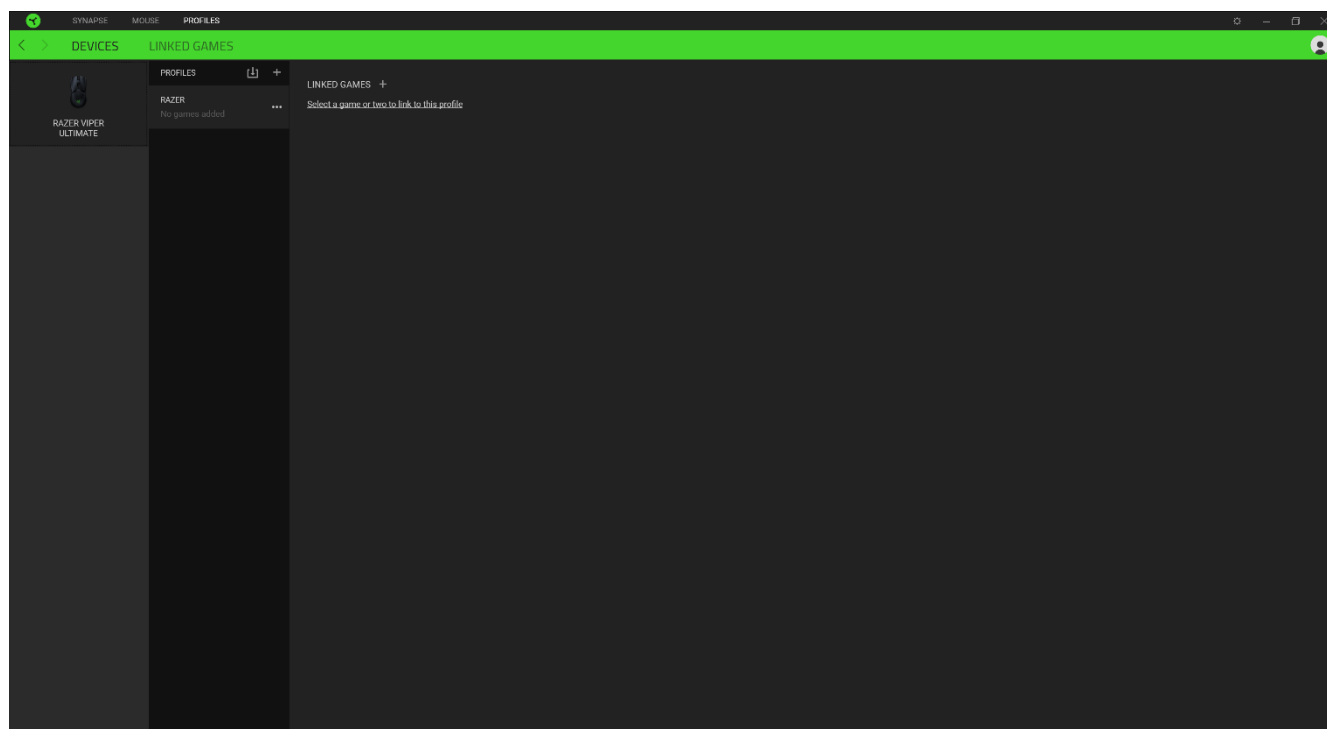 SYNAPSE MOUSE PROFILES
DEVICES LINKED GAMES
RAZER VIPER
ULTIMATE
PROFILES
RAZER
No games added
LINKED GAMES +
Select a game or two to link to this profile